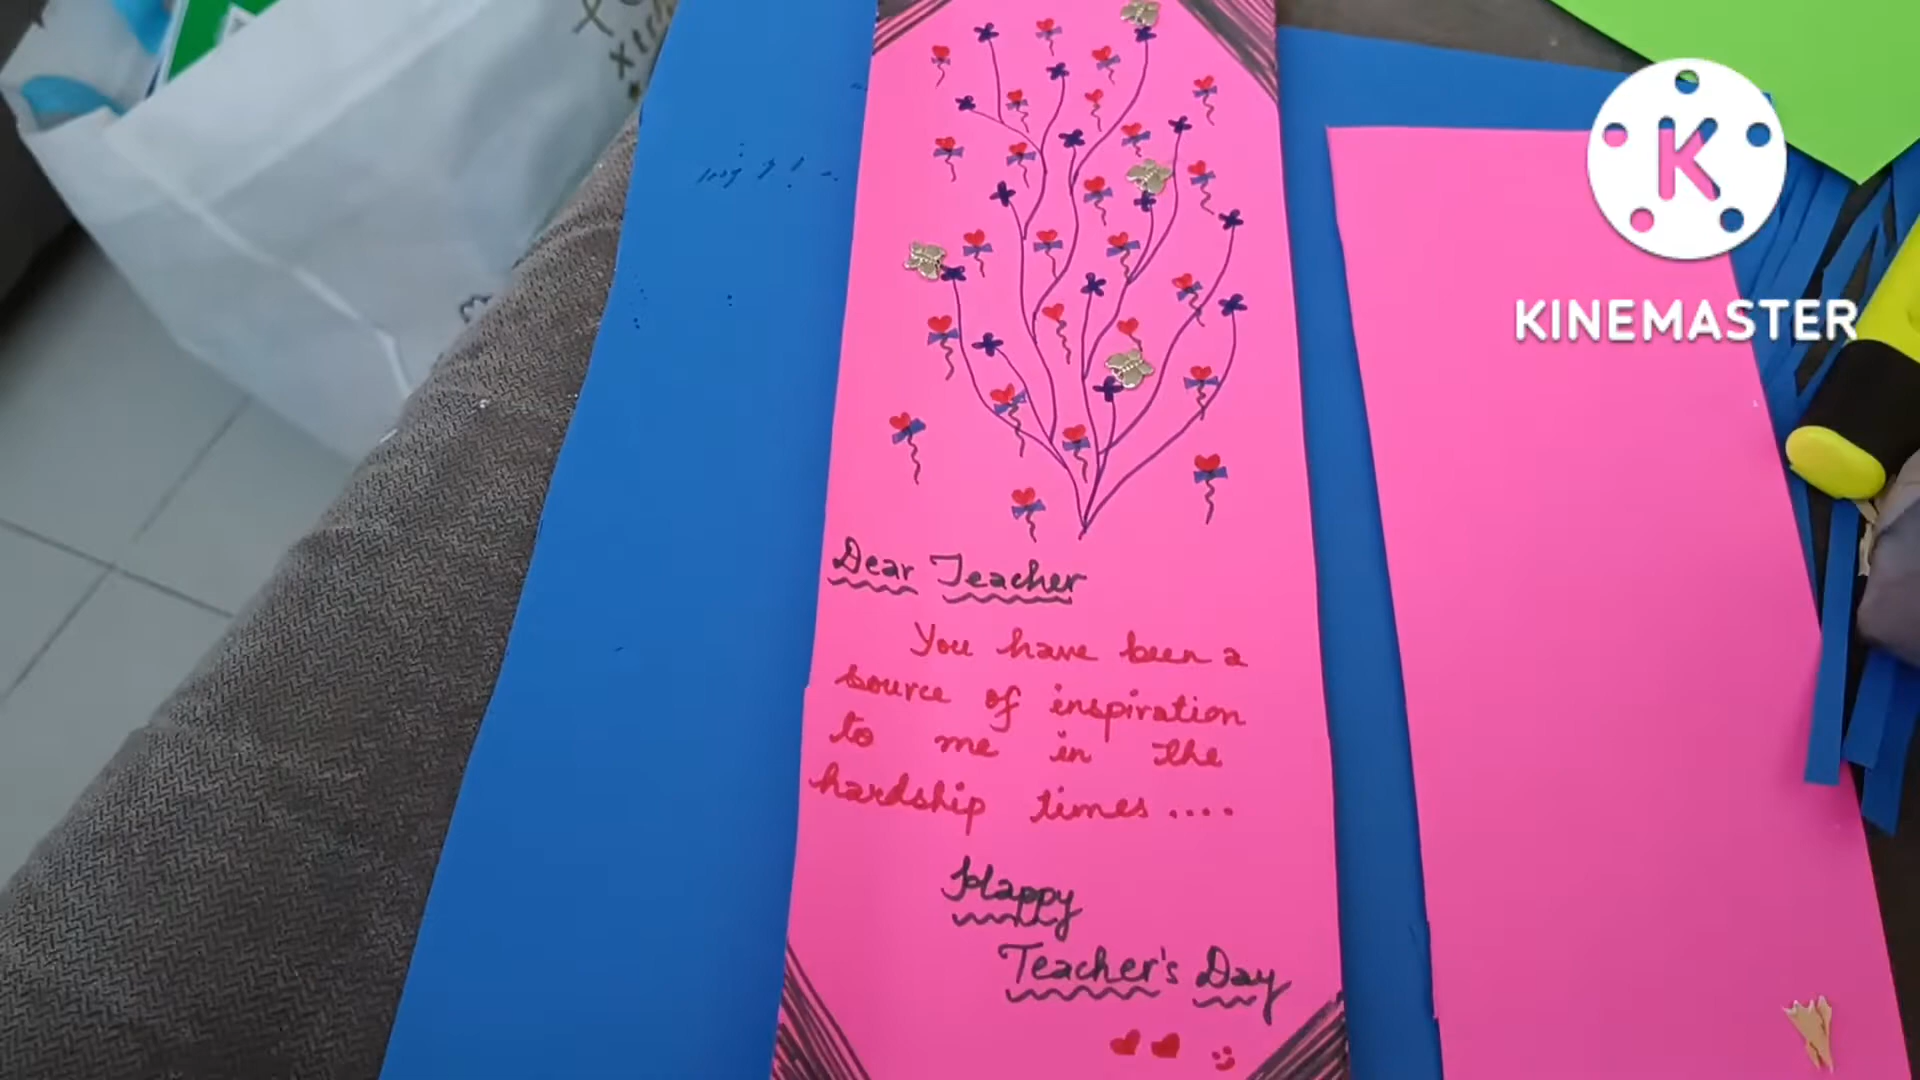 KINEMASTER
Dear Teacher
You have been a
source of inspiration
to me in the
hardship times....
Happy
Teacher's Day